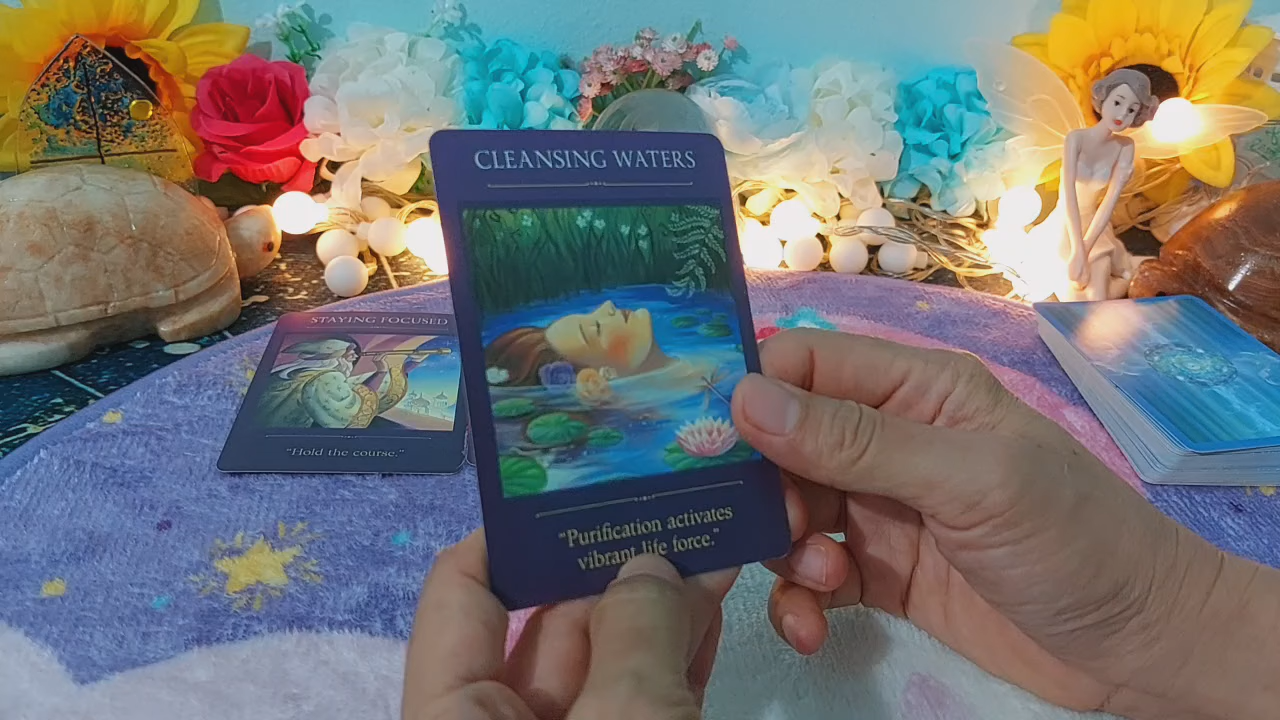 CLEANSING WATERS
"Purification activates
vibrant life force."
STAYING FOCUSED
"Hold the course."